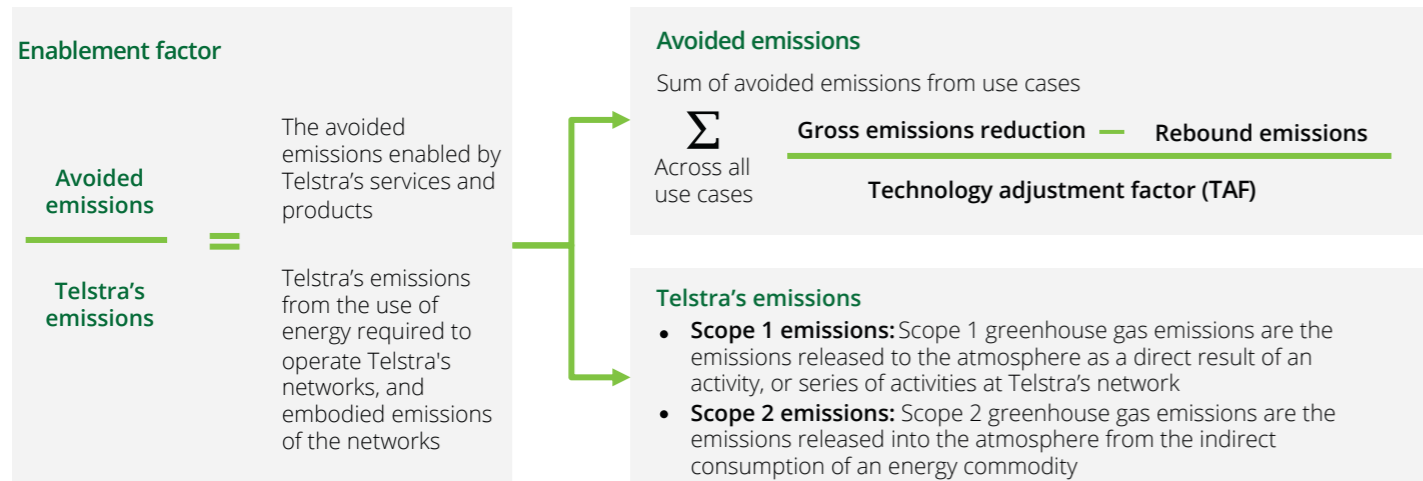 Enablement factor
Avoided
emissions
Telstra’s
emissions
=
The avoided
emissions enabled by
Telstra’s services and
products
Telstra’s emissions
from the use of
energy required to
operate Telstra's
networks, and
embodied emissions
of the networks
Avoided emissions
Sum of avoided emissions from use cases
Σ
Across all
use cases
Gross emissions reduction — Rebound emissions
Technology adjustment factor (TAF)
Telstra’s emissions
• Scope 1 emissions: Scope 1 greenhouse gas emissions are the
emissions released to the atmosphere as a direct result of an
activity, or series of activities at Telstra’s network
• Scope 2 emissions: Scope 2 greenhouse gas emissions are the
emissions released into the atmosphere from the indirect
consumption of an energy commodity